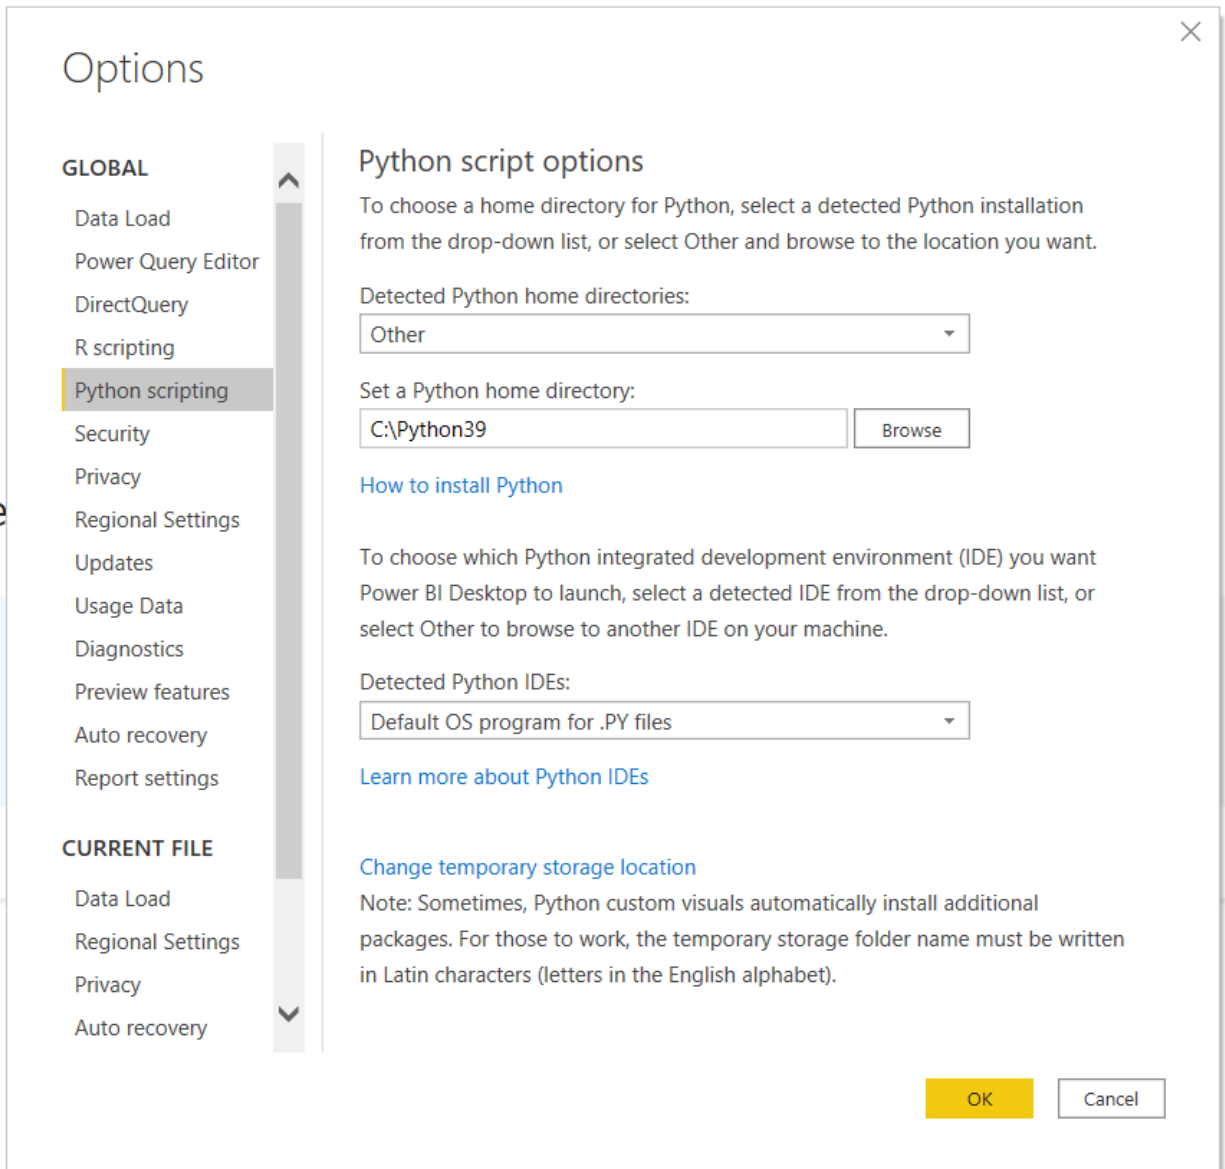 Options
GLOBAL
Data Load
Power Query Editor
DirectQuery
R scripting
Python scripting
Security
Privacy
Regional Settings
Updates
Usage Data
Diagnostics
Preview features
Auto recovery
Report settings
CURRENT FILE
Data Load
Regional Settings
Privacy
Auto recovery
Python script options
To choose a home directory for Python, select a detected Python installation
from the drop-down list, or select Other and browse to the location you want.
Detected Python home directories:
Other
Set a Python home directory:
C:\Python39
Browse
How to install Python
To choose which Python integrated development environment (IDE) you want
Power BI Desktop to launch, select a detected IDE from the drop-down list, or
select Other to browse to another IDE on your machine.
Detected Python IDEs:
Default OS program for .PY files
Learn more about Python IDEs
Change temporary storage location
Note: Sometimes, Python custom visuals automatically install additional
packages. For those to work, the temporary storage folder name must be written
in Latin characters (letters in the English alphabet).
OK
Cancel